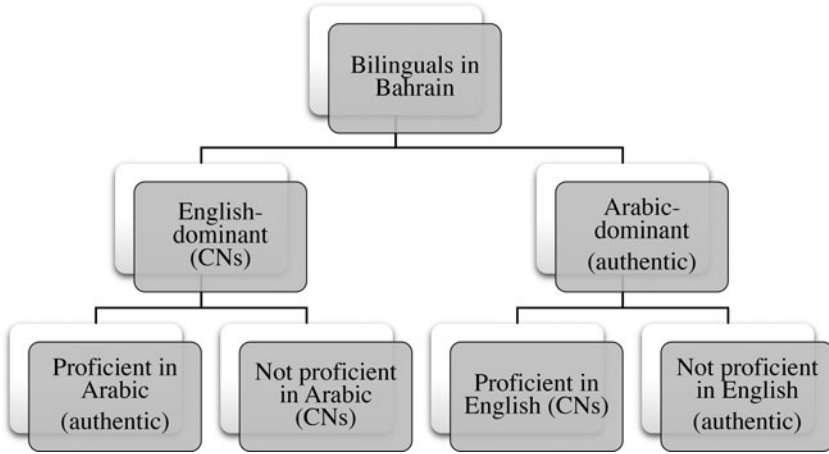 Bilinguals in
Bahrain
English-
dominant
(CNs)
Arabic-
dominant
(authentic)
Proficient in
Arabic
(authentic)
Not proficient
in Arabic
(CNs)
Proficient in
English (CNs)
Not proficient
in English
(authentic)